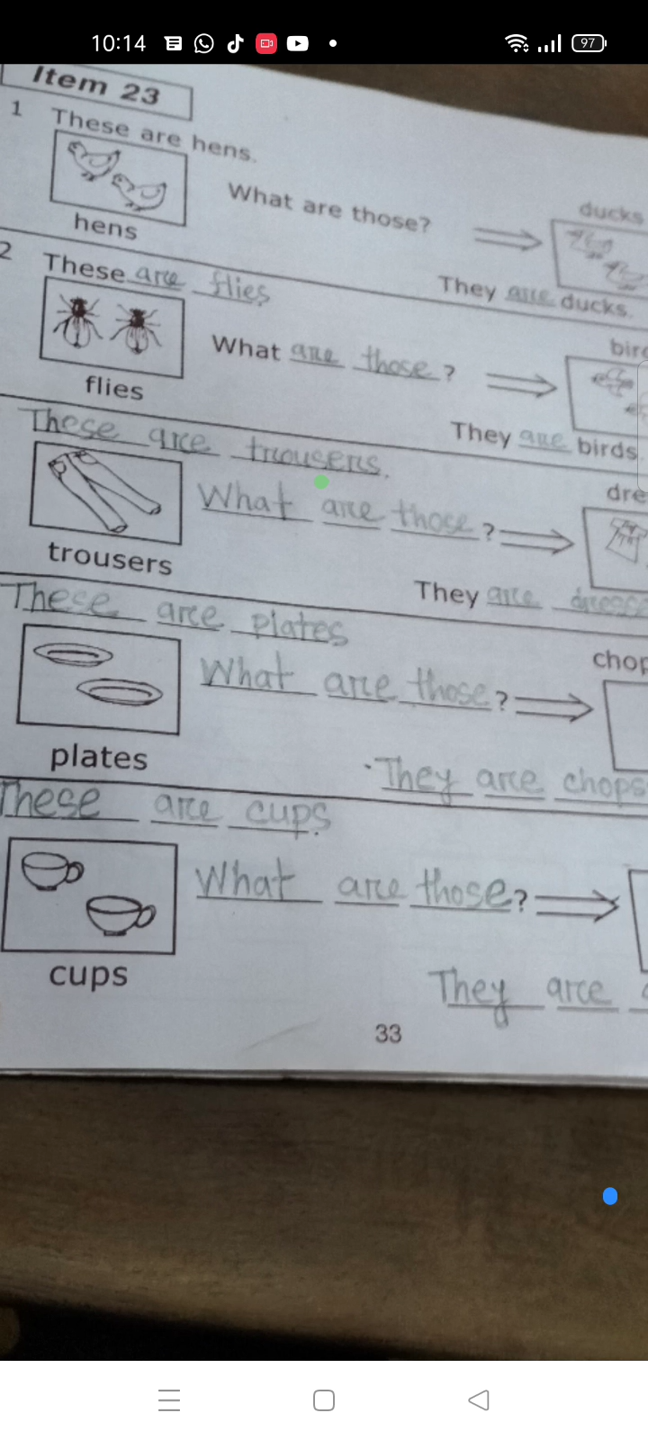 10:14
97
Item 23
1 These are hens.
ducks
What are those?
hens
They are ducks.
2 These are flies
What are those?
flies
They are birds.
These are trousers.
What are those?
trousers
They are
These are plates
What are those?
plates
They are chops
These are cups.
What are those?
cups
They are
33